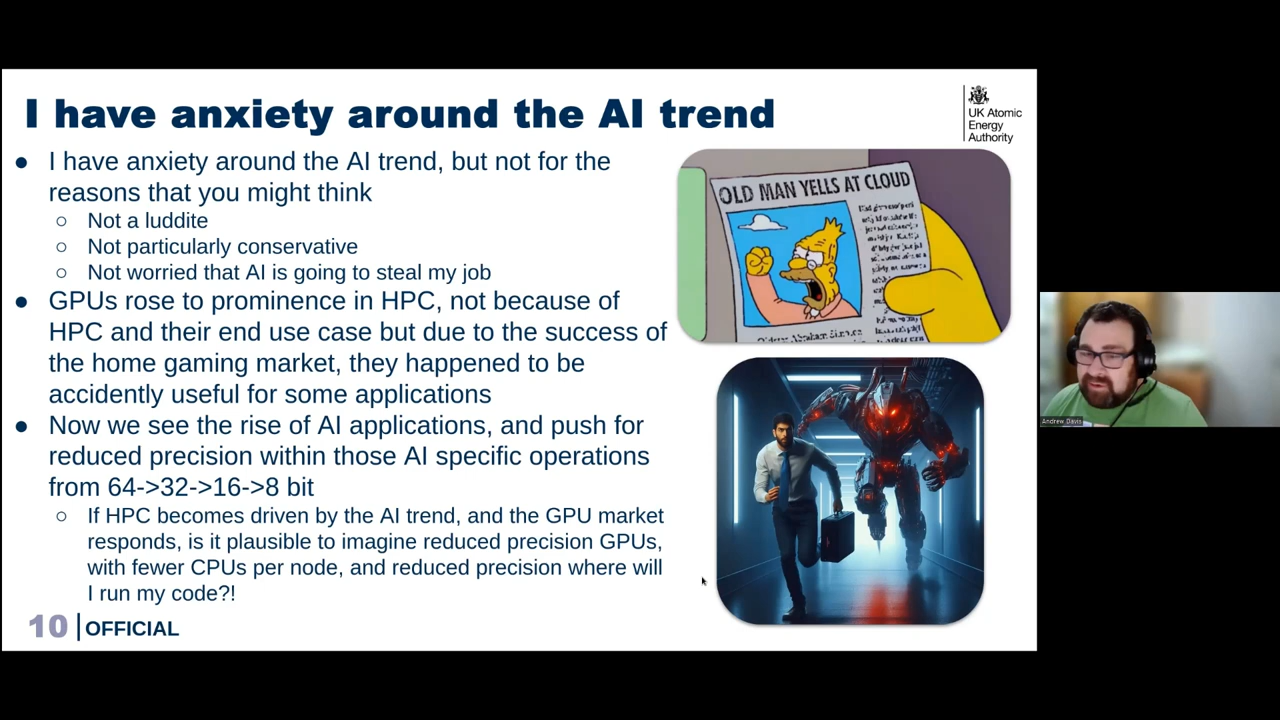 I have anxiety around the AI trend
UK Atomic
Energy
Authority
● I have anxiety around the AI trend, but not for the
reasons that you might think
○ Not a luddite
○ Not particularly conservative
○ Not worried that AI is going to steal my job
● GPUs rose to prominence in HPC, not because of
HPC and their end use case but due to the success of
the home gaming market, they happened to be
accidently useful for some applications
● Now we see the rise of AI applications, and push for
reduced precision within those AI specific operations
from 64->32->16->8 bit
○ If HPC becomes driven by the AI trend, and the GPU market
responds, is it plausible to imagine reduced precision GPUs,
with fewer CPUs per node, and reduced precision where will
I run my code?!
OLD MAN YELLS AT CLOUD
Andrew Davis
10 OFFICIAL